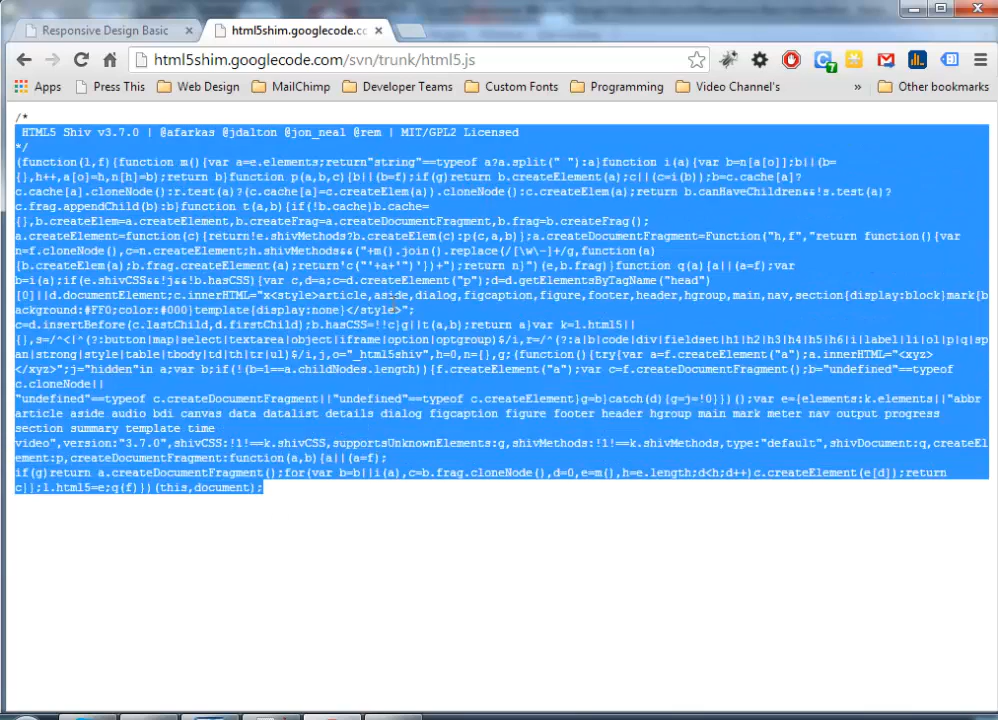 Responsive Design Basic
html5shim.googlecode.cc
html5shim.googlecode.com/svn/trunk/html5.js
7
Apps Press This Web Design MailChimp Developer Teams Custom Fonts Programming Video Channel's » Other bookmarks
/*
HTML5 Shiv v3.7.0 | @afarkas @jdalton @jon_neal @rem | MIT/GPL2 Licensed
*/
(function(l,f){function m(){var a=e.elements;return"string"==typeof a?a.split(" "):a}function i(a){var b=n[a[o]];b||(b=
{},h++,a[o]=h,n[h]=b);return b}function p(a,b,c){b||(b=f);if(g)return b.createElement(a);c||(c=i(b));b=c.cache[a]?
c.cache[a].cloneNode():r.test(a)?(c.cache[a]=c.createElem(a)).cloneNode():c.createElem(a);return b.canHaveChildren&&!s.test(a)?
c.frag.appendChild(b):b}function t(a,b){if(!b.cache)b.cache=
{},b.createElem=a.createElement,b.createFrag=a.createDocumentFragment,b.frag=b.createFrag();
a.createElement=function(c){return!e.shivMethods?b.createElem(c):p(c,a,b)};a.createDocumentFragment=Function("h,f","return function(){var
n=f.cloneNode(),c=n.createElement;h.shivMethods&&("+m().join().replace(/[\w\-]+/g,function(a)
{b.createElem(a);b.frag.createElement(a);return'c("'+a+'")'})+");return n}")(e,b.frag)}function q(a){a||(a=f);var
b=i(a);if(e.shivCSS&&!j&&!b.hasCSS){var c,d=a;c=d.createElement("p");d=d.getElementsByTagName("head")
[0]||d.documentElement;c.innerHTML="x<style>article,aside,dialog,figcaption,figure,footer,header,hgroup,main,nav,section{display:block}mark{b
ackground:#FF0;color:#000}template{display:none}</style>";
c=d.insertBefore(c.lastChild,d.firstChild);b.hasCSS=!!c}g||t(a,b);return a}var k=l.html5||
{},s=/^<|^(?:button|map|select|textarea|object|iframe|option|optgroup)$/i,r=/^(?:a|b|code|div|fieldset|h1|h2|h3|h4|h5|h6|i|label|li|ol|p|q|sp
an|strong|style|table|tbody|td|th|tr|ul)$/i,j,o="_html5shiv",h=0,n={},g;(function(){try{var a=f.createElement("a");a.innerHTML="<xyz>
</xyz>";j="hidden"in a;var b;if(!(b=1==a.childNodes.length)){f.createElement("a");var c=f.createDocumentFragment();b="undefined"==typeof
c.cloneNode||
"undefined"==typeof c.createDocumentFragment||"undefined"==typeof c.createElement}g=b}catch(d){g=j=!0}})();var e={elements:k.elements||"abbr
article aside audio bdi canvas data datalist details dialog figcaption figure footer header hgroup main mark meter nav output progress
section summary template time
video",version:"3.7.0",shivCSS:!1!==k.shivCSS,supportsUnknownElements:g,shivMethods:!1!==k.shivMethods,type:"default",shivDocument:q,createEl
ement:p,createDocumentFragment:function(a,b){a||(a=f);
if(g)return a.createDocumentFragment();for(var b=b||i(a),c=b.frag.cloneNode(),d=0,e=m(),h=e.length;d<h;d++)c.createElement(e[d]);return
c}};l.html5=e;q(f)})(this,document);